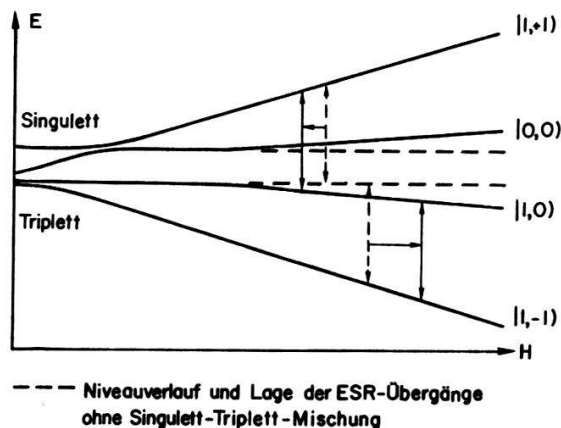 E
|1,+1)
Singulett
|0,0)
|1,0)
Triplett
|1,-1)
H
--- Niveauverlauf und Lage der ESR-Übergänge
ohne Singulett-Triplett-Mischung